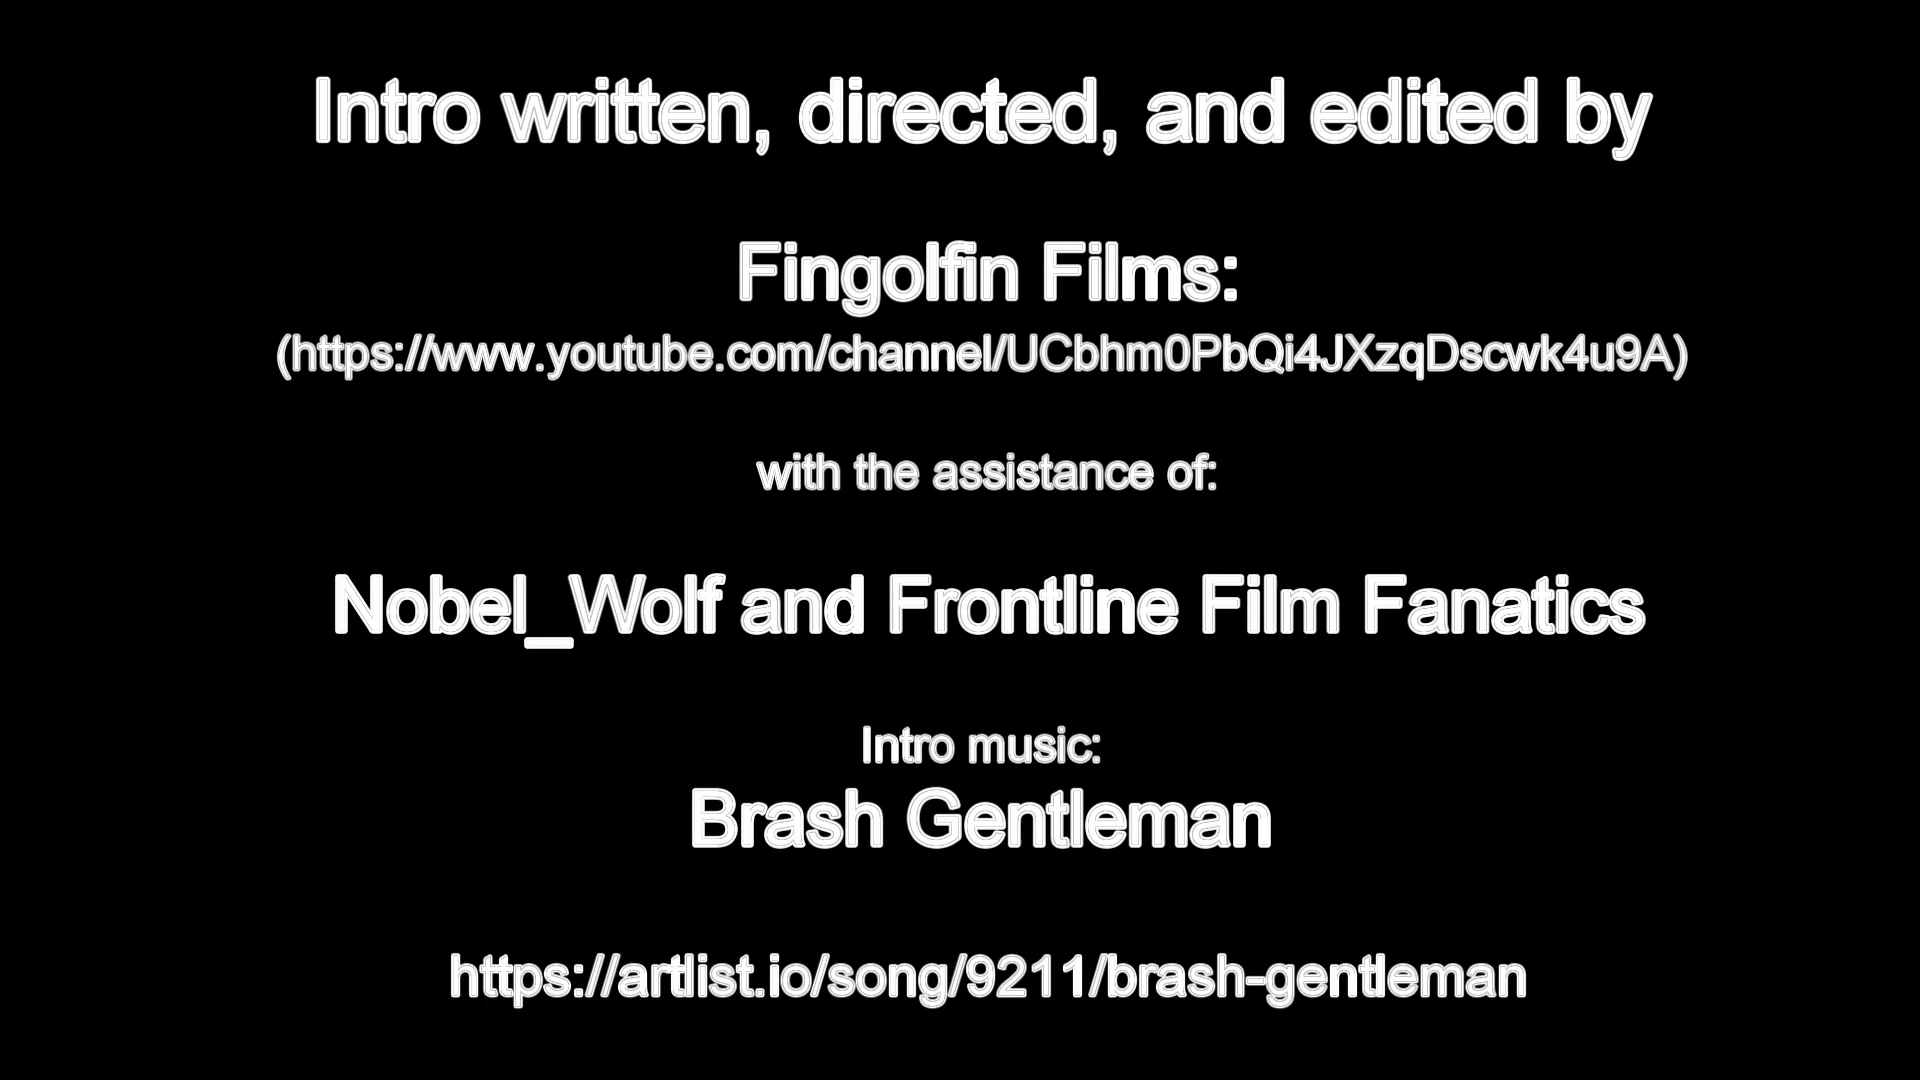 Intro written, directed, and edited by
Fingolfin Films:
(https://www.youtube.com/channel/UCbhm0PbQi4JXzqDscwk4u9A)
with the assistance of:
Nobel_Wolf and Frontline Film Fanatics
Intro music:
Brash Gentleman
https://artlist.io/song/9211/brash-gentleman